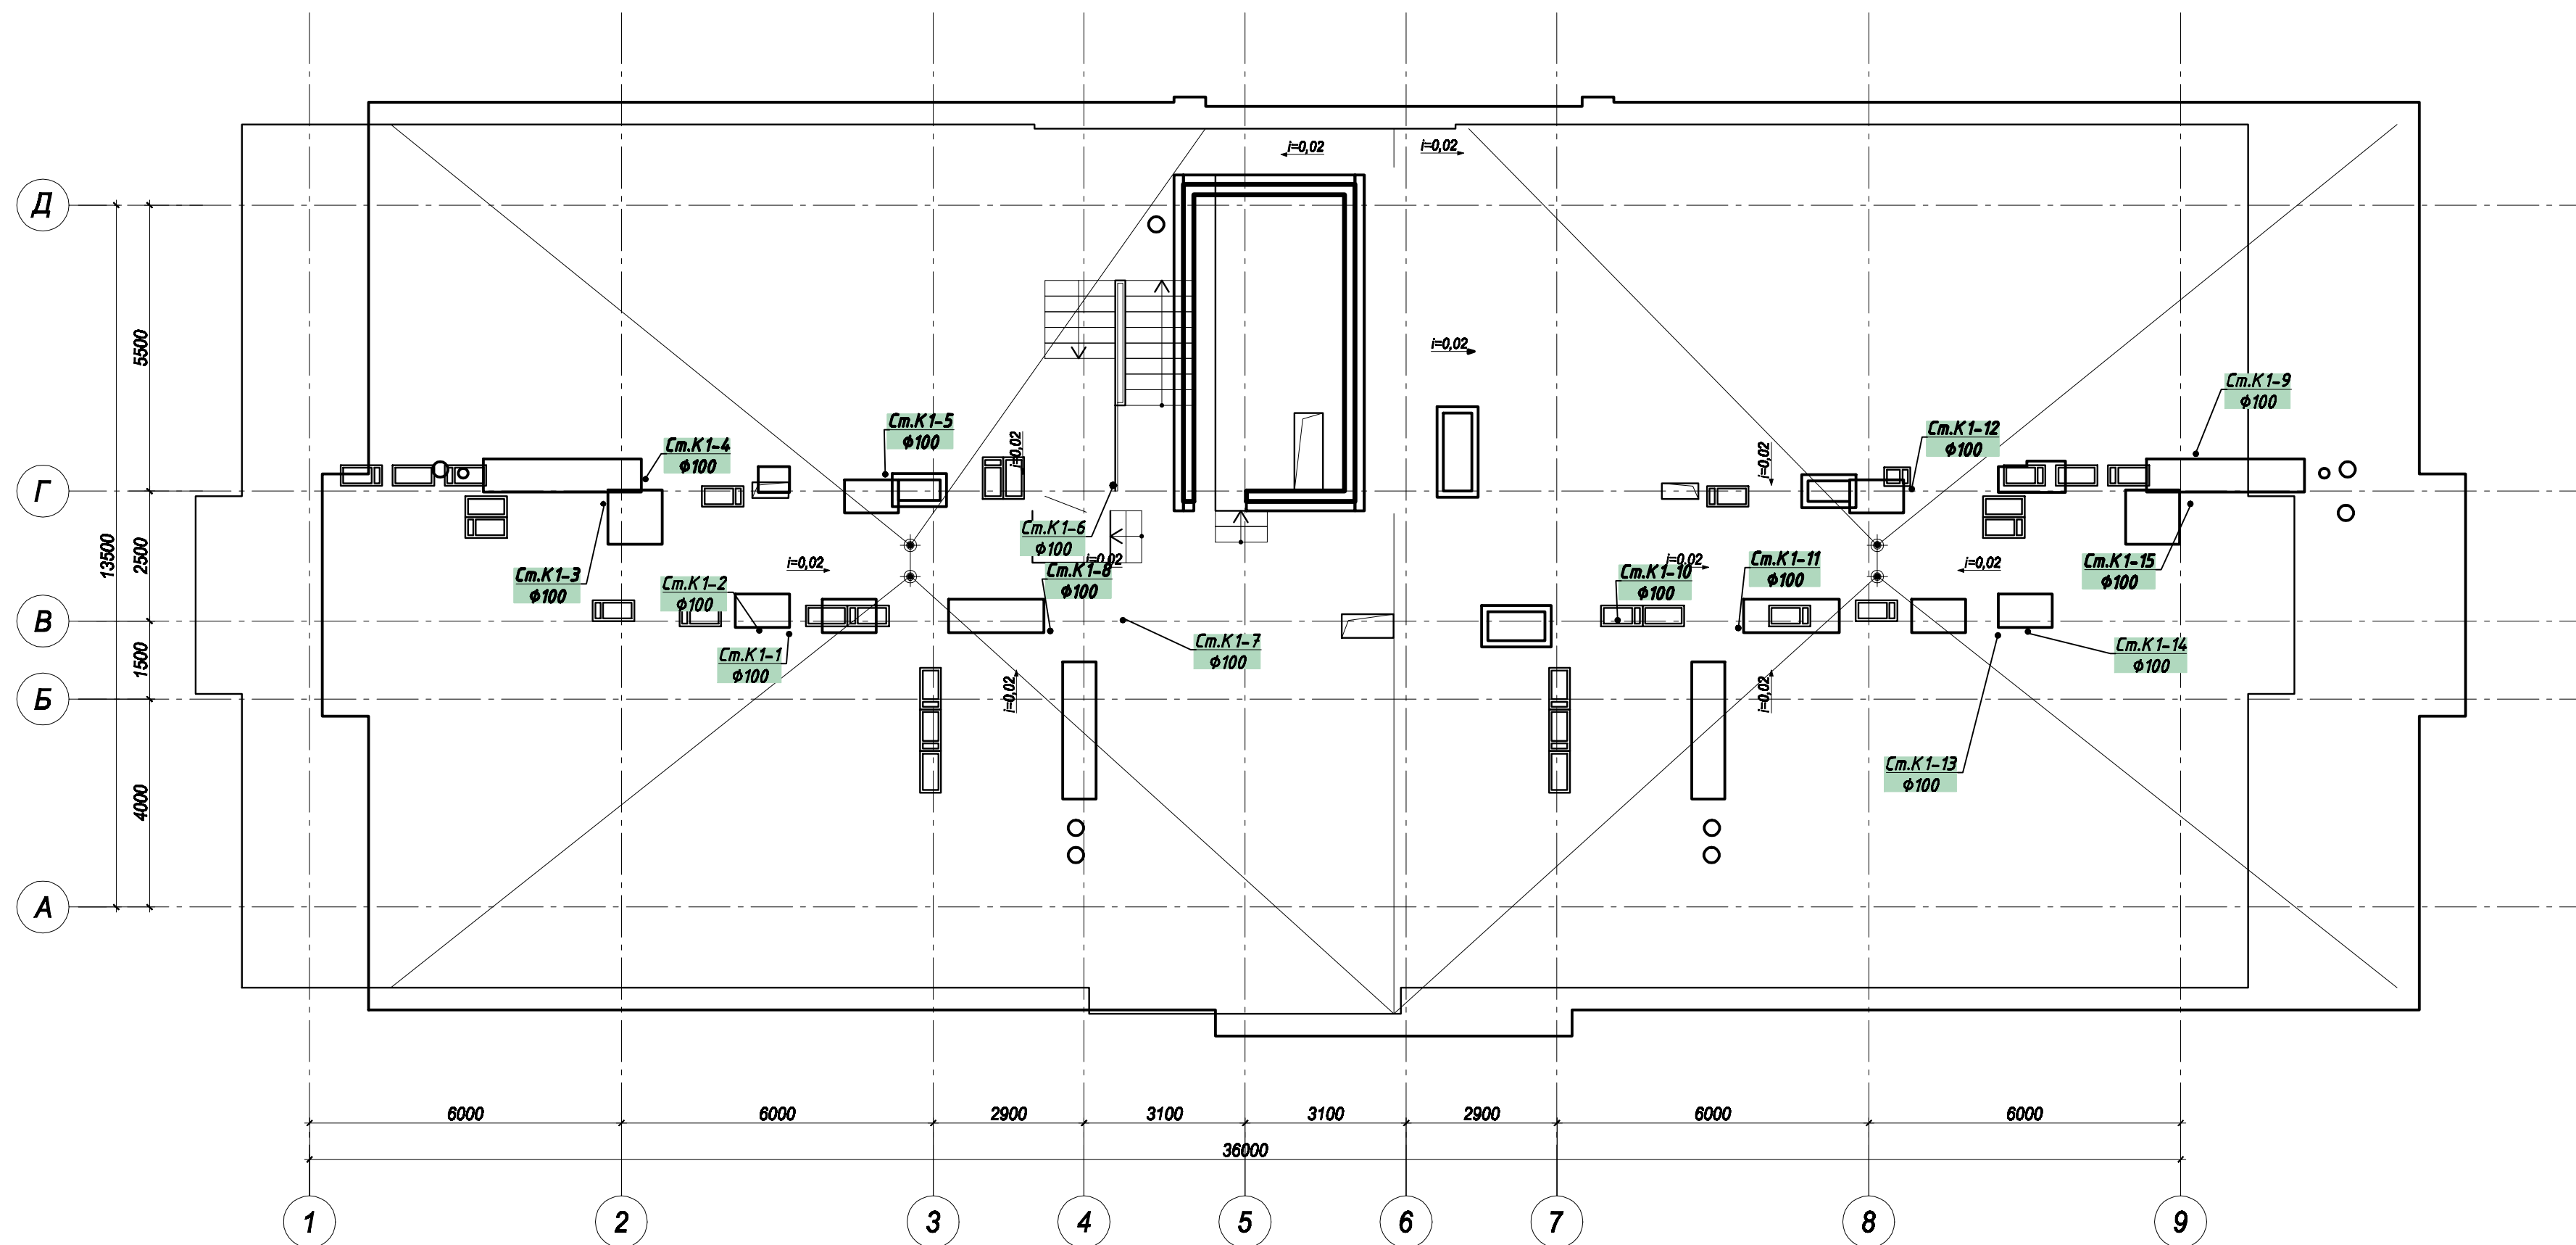 i=0,02
i=0,02
Д
5500
i=0,02
Ст.К1-9
ф100
Ст.К1-5
ф100
Ст.К1-12
ф100
Ст.К1-4
ф100
i=0,02
i=0,02
Г
13500
2500
Ст.К1-6
ф100
i=0,02
Ст.К1-3
ф100
Ст.К1-2
ф100
i=0,02
Ст.К1-8
ф100
i=0,02
Ст.К1-10
ф100
Ст.К1-11
ф100
i=0,02
Ст.К1-15
ф100
В
Ст.К1-7
ф100
Ст.К1-14
ф100
1500
Ст.К1-1
ф100
i=0,02
i=0,02
Б
Ст.К1-13
ф100
4000
А
6000
6000
2900
3100
3100
2900
6000
6000
36000
1
2
3
4
5
6
7
8
9